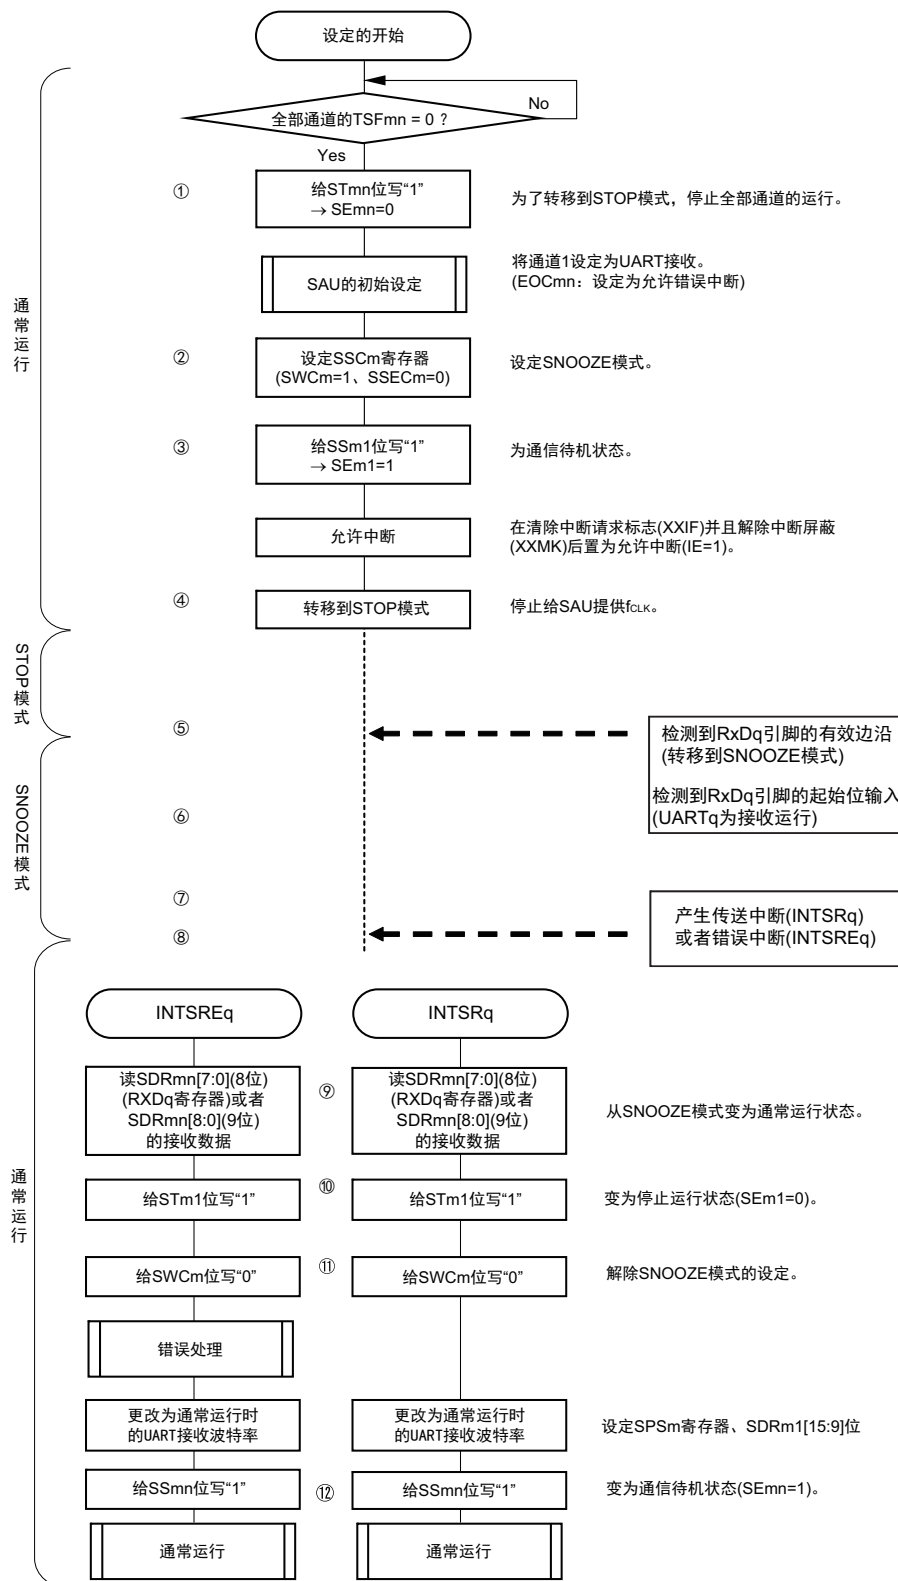 设定的开始
No
全部通道的TSFmn = 0 ?
Yes
①
给STmn位写“1”
→ SEmn=0
为了转移到STOP模式，停止全部通道的运行。
SAU的初始设定
将通道1设定为UART接收。
(EOCmn：设定为允许错误中断)
通常运行
②
设定SSCm寄存器
(SWCm=1、SSECm=0)
设定SNOOZE模式。
③
给SSm1位写“1”
→ SEm1=1
为通信待机状态。
允许中断
在清除中断请求标志(XXIF)并且解除中断屏蔽
(XXMK)后置为允许中断(IE=1)。
④
转移到STOP模式
停止给SAU提供fCLK。
STOP模式
⑤
检测到RxDq引脚的有效边沿
(转移到SNOOZE模式)
检测到RxDq引脚的起始位输入
(UARTq为接收运行)
SNOOZE模式
⑥
⑦
⑧
产生传送中断(INTSRq)
或者错误中断(INTSREq)
INTSREq
INTSRq
读SDRmn[7:0](8位)
(RXDq寄存器)或者
SDRmn[8:0](9位)
的接收数据
⑨
读SDRmn[7:0](8位)
(RXDq寄存器)或者
SDRmn[8:0](9位)
的接收数据
从SNOOZE模式变为通常运行状态。
通常运行
给STm1位写“1”
⑩
给STm1位写“1”
变为停止运行状态(SEm1=0)。
给SWCm位写“0”
⑪
给SWCm位写“0”
解除SNOOZE模式的设定。
错误处理
更改为通常运行时
的UART接收波特率
更改为通常运行时
的UART接收波特率
设定SPSm寄存器、SDRm1[15:9]位
给SSmn位写“1”
⑫
给SSmn位写“1”
变为通信待机状态(SEmn=1)。
通常运行
通常运行